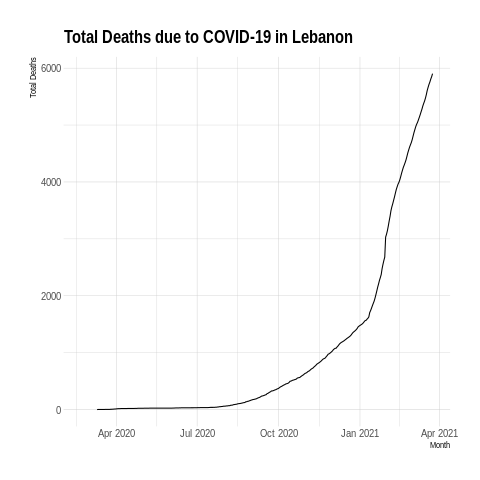 Total Deaths due to COVID-19 in Lebanon
Total Deaths
6000
4000
2000
0
Apr 2020 Jul 2020 Oct 2020 Jan 2021 Apr 2021
Month